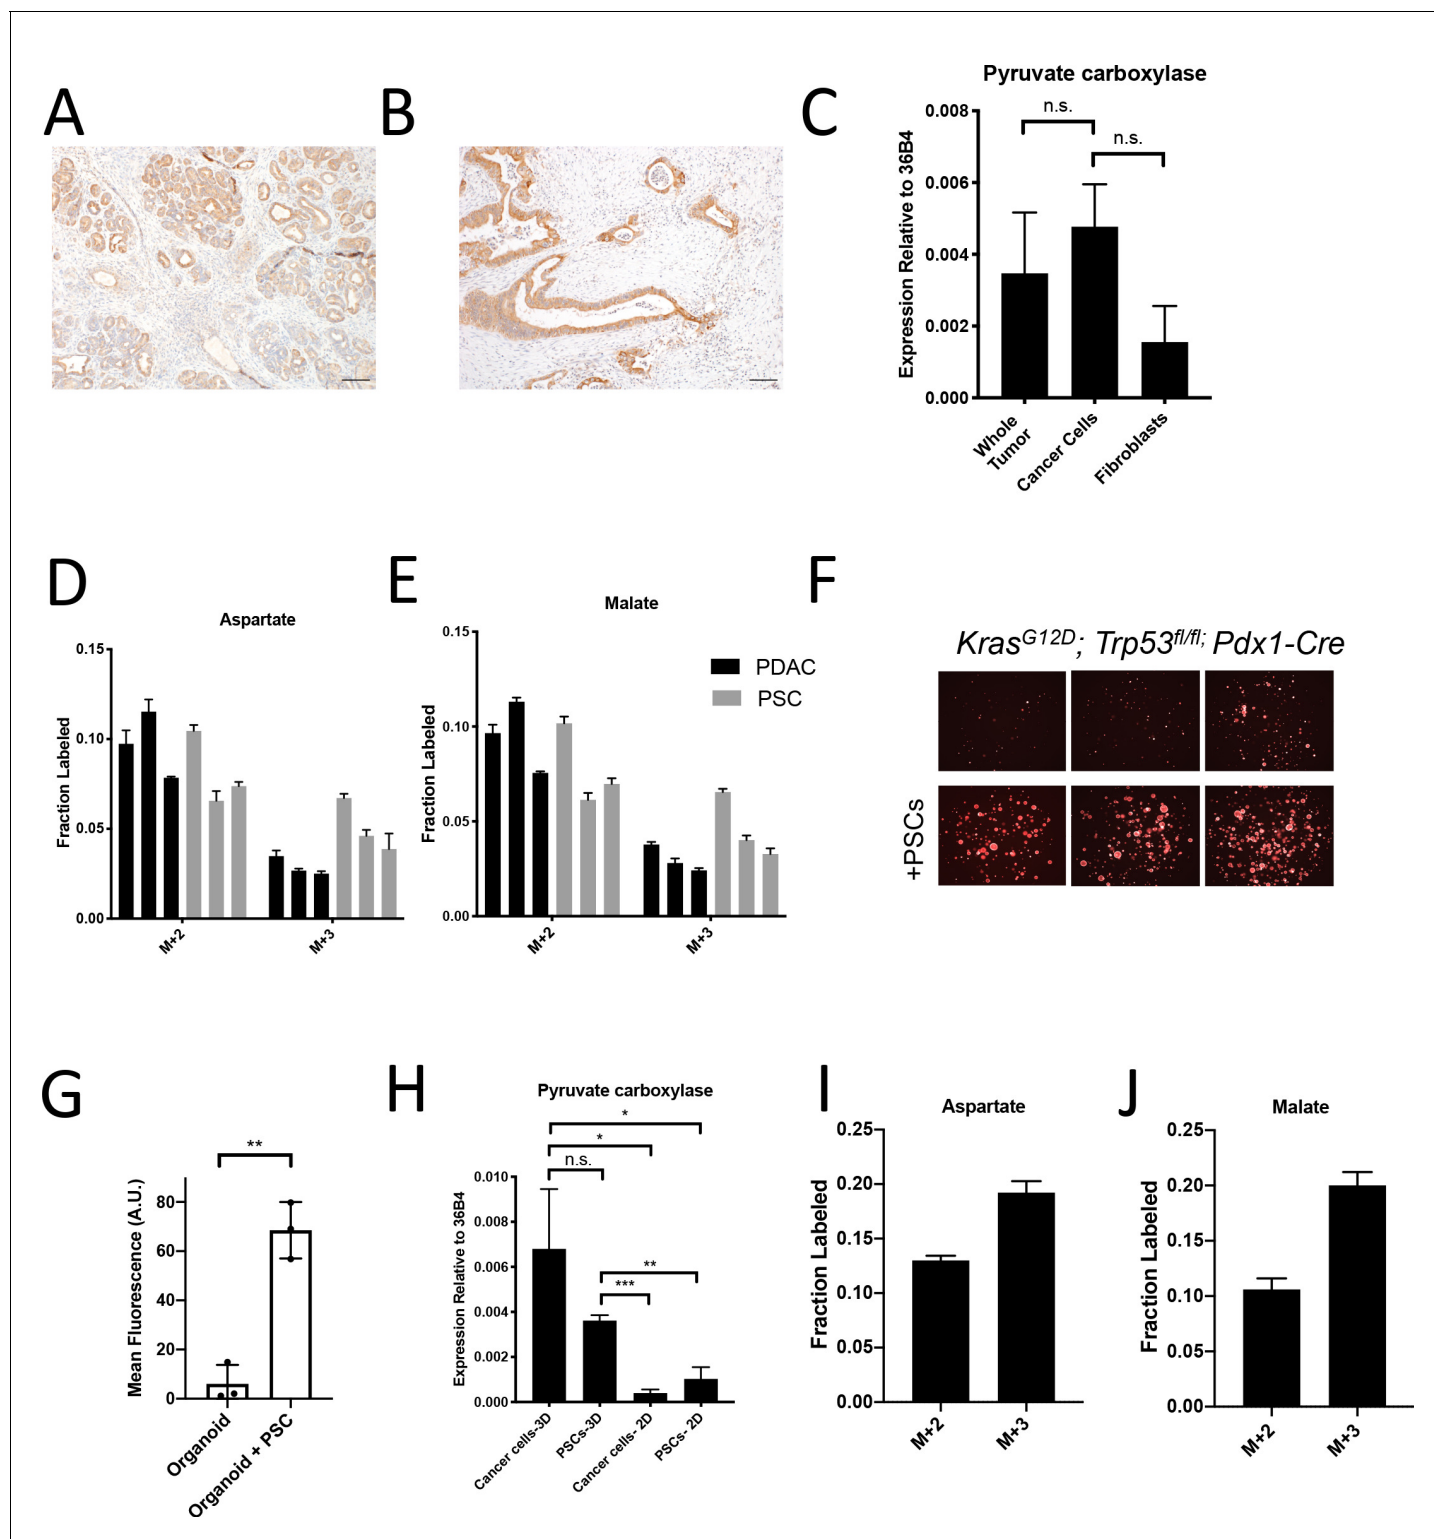 A
B
C
Pyruvate carboxylase
n.s.
n.s.
Expression Relative to 36B4
0.008
0.006
0.004
0.002
0.000
Whole
Tumor
Cancer Cells
Fibroblasts
D
Aspartate
Fraction Labeled
0.15
0.10
0.05
0.00
M+2
M+3
E
Malate
Fraction Labeled
0.15
0.10
0.05
0.00
M+2
M+3
PDAC
PSC
F
KrasG12D; Trp53fl/fl; Pdx1-Cre
+PSCs
G
**
Mean Fluorescence (A.U.)
80
60
40
20
0
Organoid
Organoid + PSC
H
Pyruvate carboxylase
*
*
n.s.
**
***
Expression Relative to 36B4
0.010
0.008
0.006
0.004
0.002
0.000
Cancer cells-3D
PSCs-3D
Cancer cells- 2D
PSCs- 2D
I
Aspartate
Fraction Labeled
0.25
0.20
0.15
0.10
0.05
0.00
M+2
M+3
J
Malate
Fraction Labeled
0.25
0.20
0.15
0.10
0.05
0.00
M+2
M+3